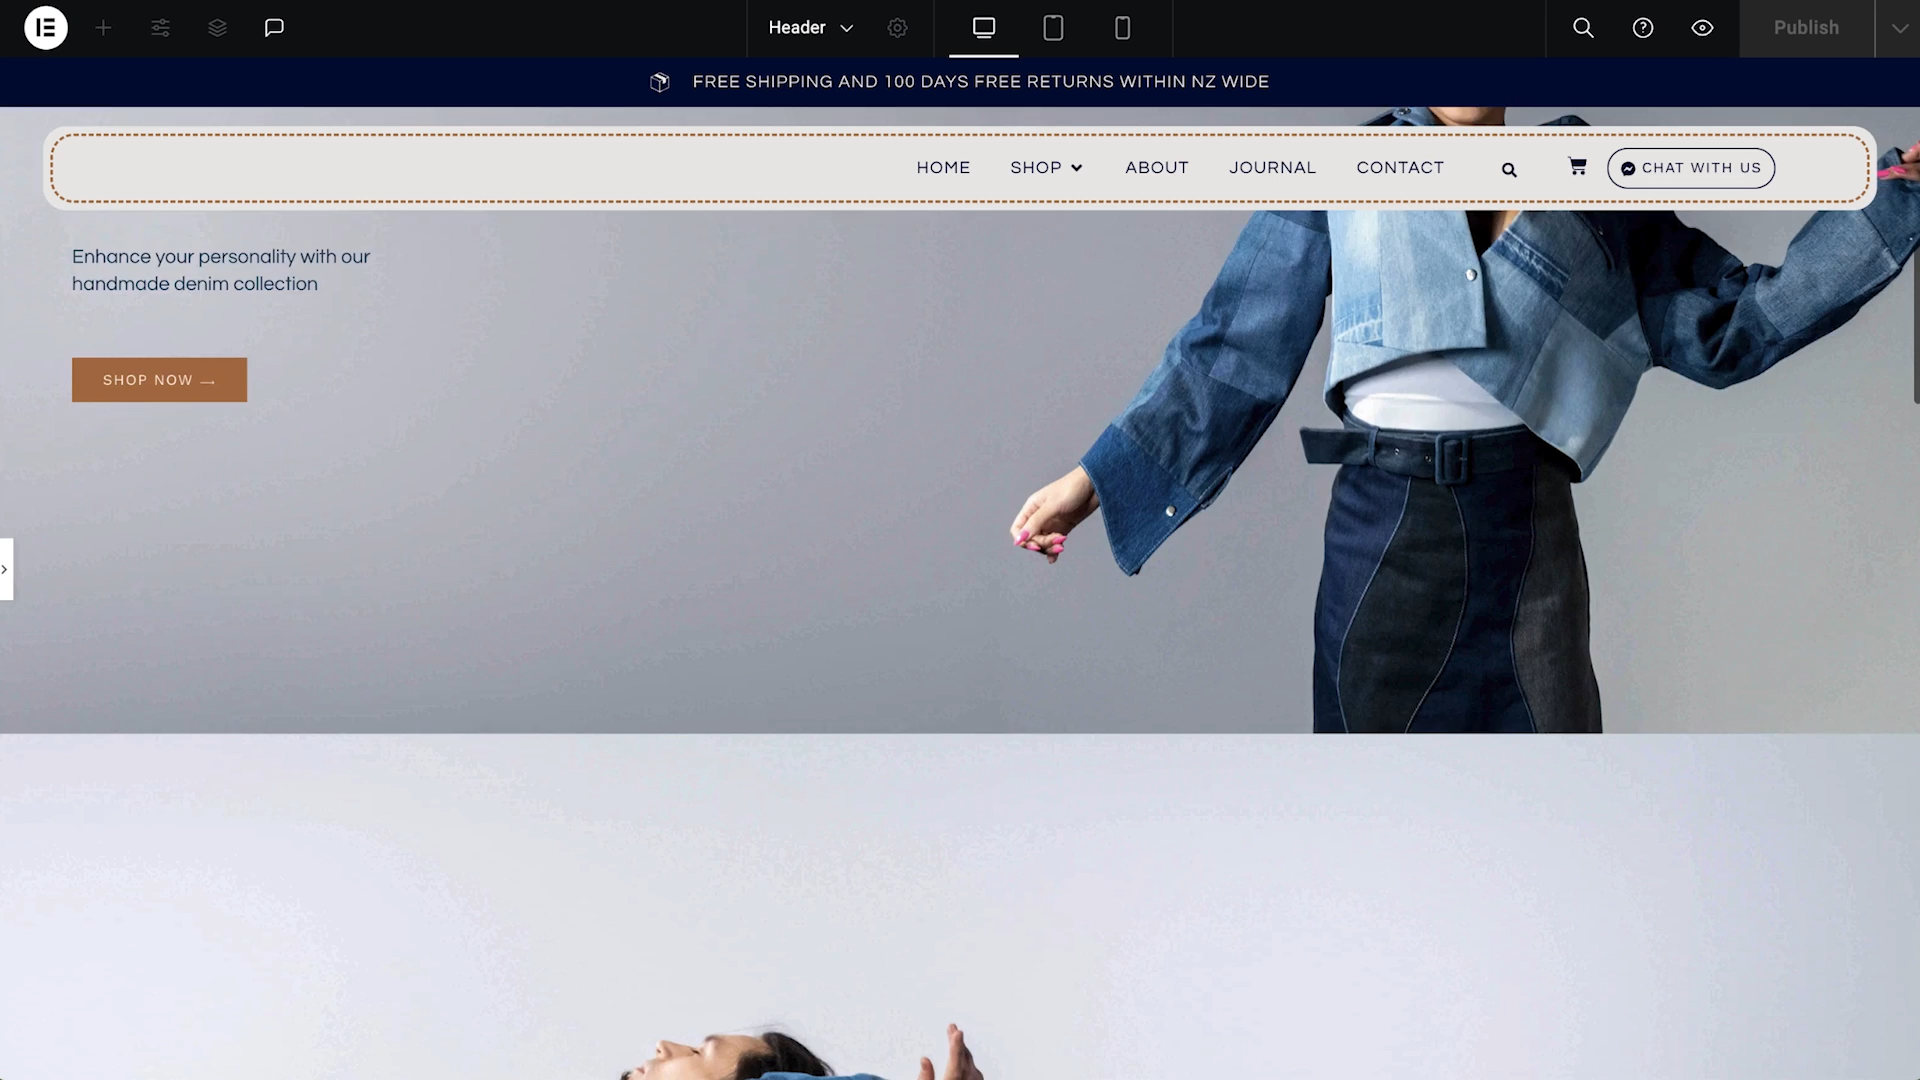 Header
Publish
FREE SHIPPING AND 100 DAYS FREE RETURNS WITHIN NZ WIDE
HOME SHOP ABOUT JOURNAL CONTACT CHAT WITH US
Enhance your personality with our
handmade denim collection
SHOP NOW →